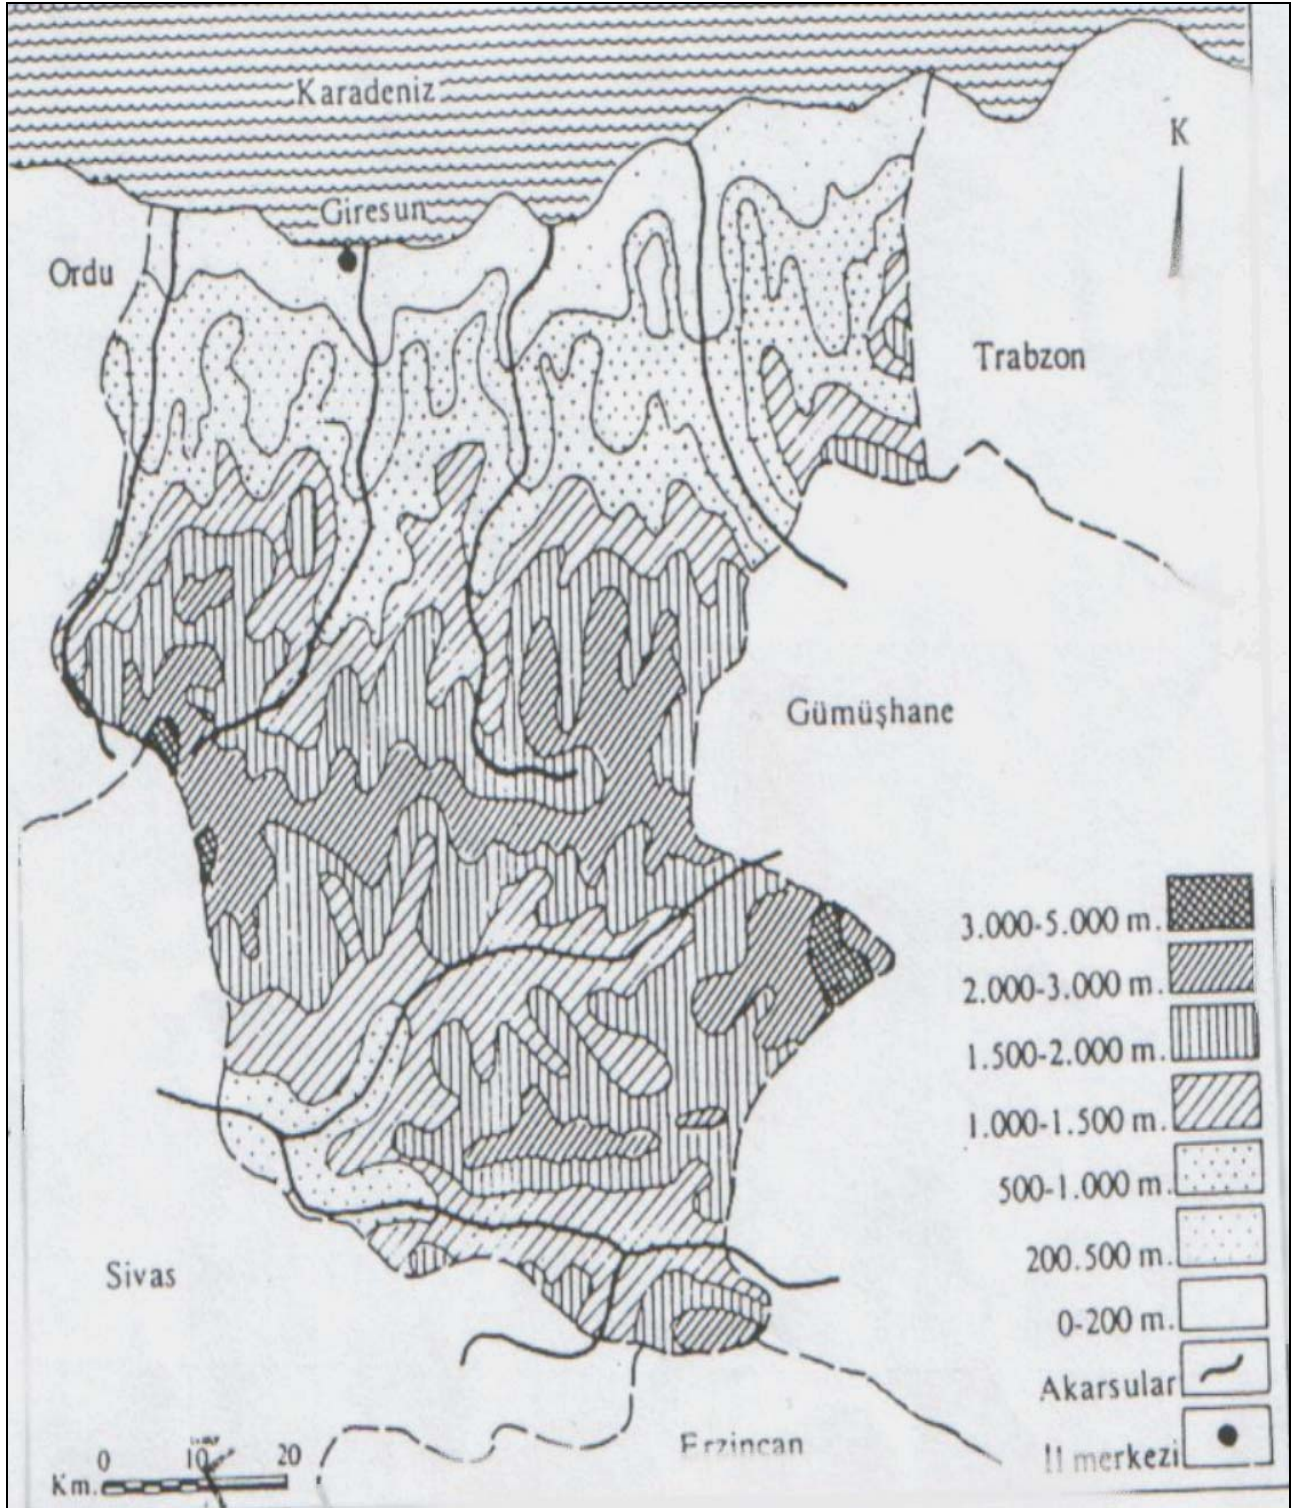 Karadeniz
K
Giresun
Ordu
Trabzon
Gümüşhane
3.000-5.000 m.
2.000-3.000 m.
1.500-2.000 m.
1.000-1.500 m.
500-1.000 m.
200.500 m.
0-200 m.
Akarsular
Il merkezi
Sivas
Erzincan
0 10 20
Km.